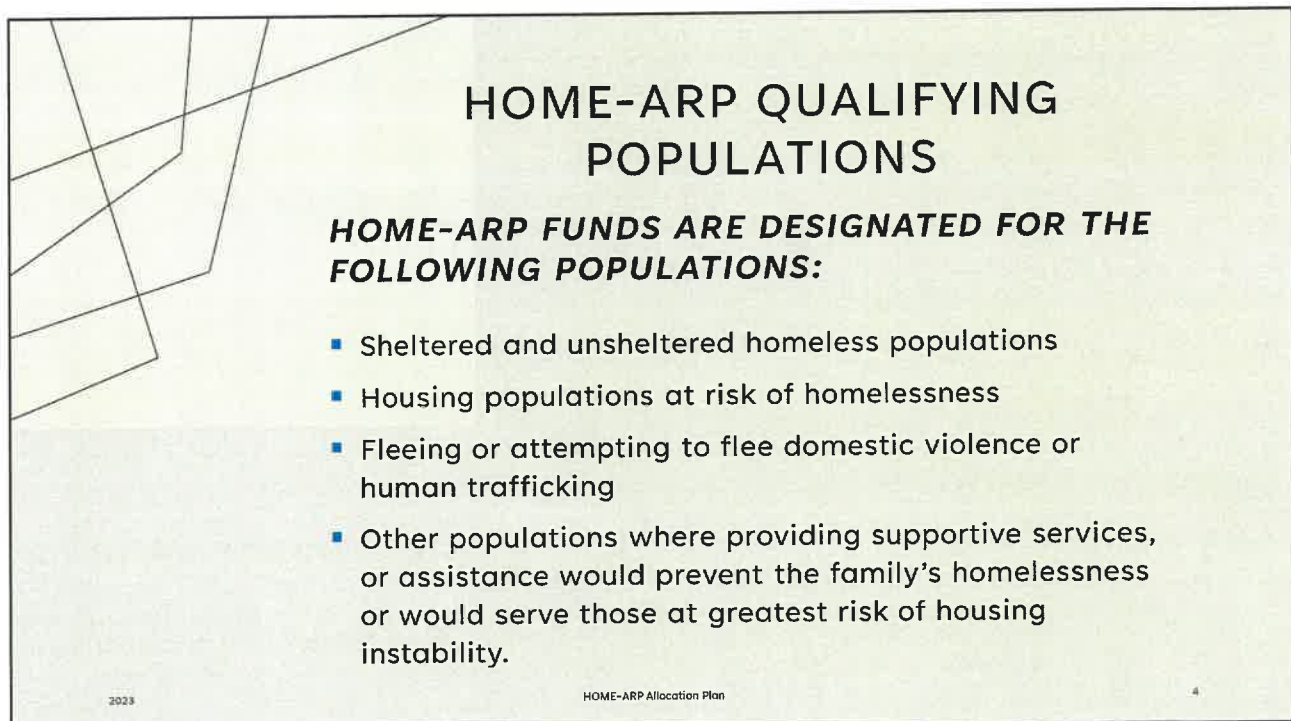 HOME-ARP QUALIFYING
POPULATIONS
HOME-ARP FUNDS ARE DESIGNATED FOR THE
FOLLOWING POPULATIONS:
▪ Sheltered and unsheltered homeless populations
▪ Housing populations at risk of homelessness
▪ Fleeing or attempting to flee domestic violence or
human trafficking
▪ Other populations where providing supportive services,
or assistance would prevent the family's homelessness
or would serve those at greatest risk of housing
instability.
2023
HOME-ARP Allocation Plan
4